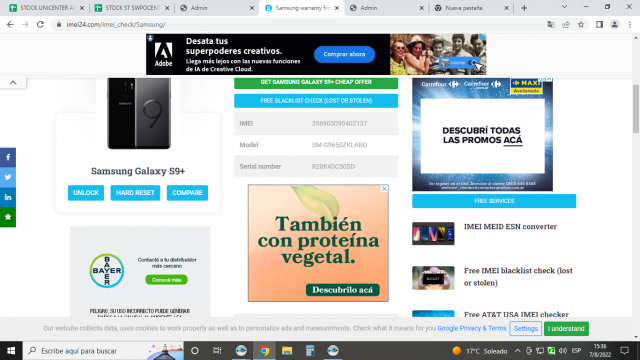 STOCK UNICENTER A
STOCK ST SWPOCEN
Admin
Samsung warranty fre
Admin
Nueva pestaña
imei24.com/imei_check/Samsung/
Adobe
Desata tus
superpoderes creativos.
Llega más lejos con las nuevas funciones
de IA de Creative Cloud.
Comprar ahora
Samsung Galaxy S9+
UNLOCK
HARD RESET
COMPARE
BAYER
BAYER
Contactá a tu distribuidor
más cercano
Conocé más
PELIGRO, SU USO INCORRECTO PUEDE GENERAR
GET SAMSUNG GALAXY S9+ CHEAP OFFER
FREE BLACKLIST CHECK (LOST OR STOLEN)
IMEI 356903090402137
Model SM-G9650ZKLARO
Serial number R28K40C50SD
También
con proteína
vegetal.
Descubrilo acá
Carrefour
Carrefour
MAXI
Avellaneda
DESCUBRÍ TODAS
LAS PROMOS ACÁ
FREE SERVICES
IMEI MEID ESN converter
Free IMEI blacklist check (lost
or stolen)
Free AT&T USA IMEI checker
Our website collects data, uses cookies to work properly as well as to personalize ads and measurements. Check what it means for you Google Privacy & Terms.
Settings
I understand
Escribe aquí para buscar
17°C Soleado
ESP
15:36
7/8/2022